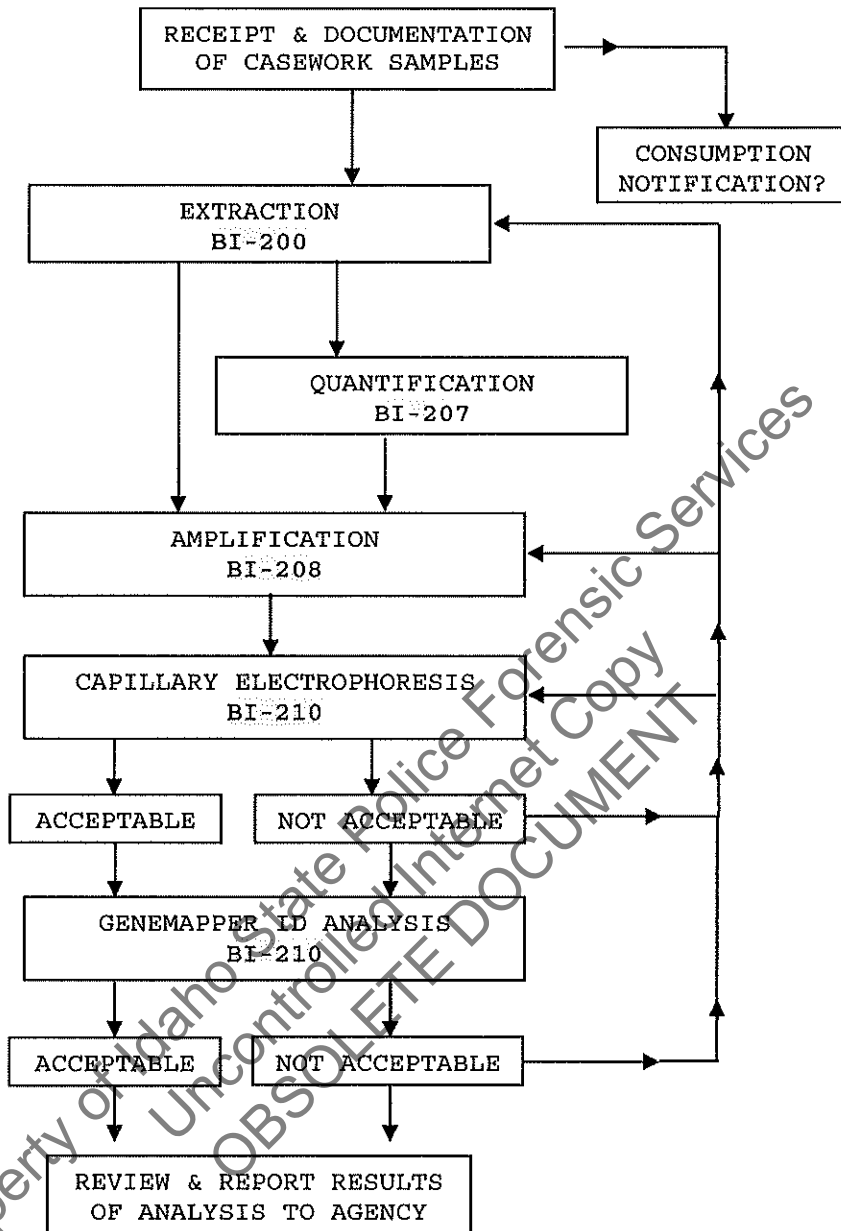 RECEIPT & DOCUMENTATION
OF CASEWORK SAMPLES
CONSUMPTION
NOTIFICATION?
EXTRACTION
BI-200
QUANTIFICATION
BI-207
AMPLIFICATION
BI-208
CAPILLARY ELECTROPHORESIS
BI-210
ACCEPTABLE
NOT ACCEPTABLE
GENEMAPPER ID ANALYSIS
BI-210
ACCEPTABLE
NOT ACCEPTABLE
REVIEW & REPORT RESULTS
OF ANALYSIS TO AGENCY
perty of Idaho State Police Forensic Services
Uncontrolled Internet Copy
OBSOLETE DOCUMENT